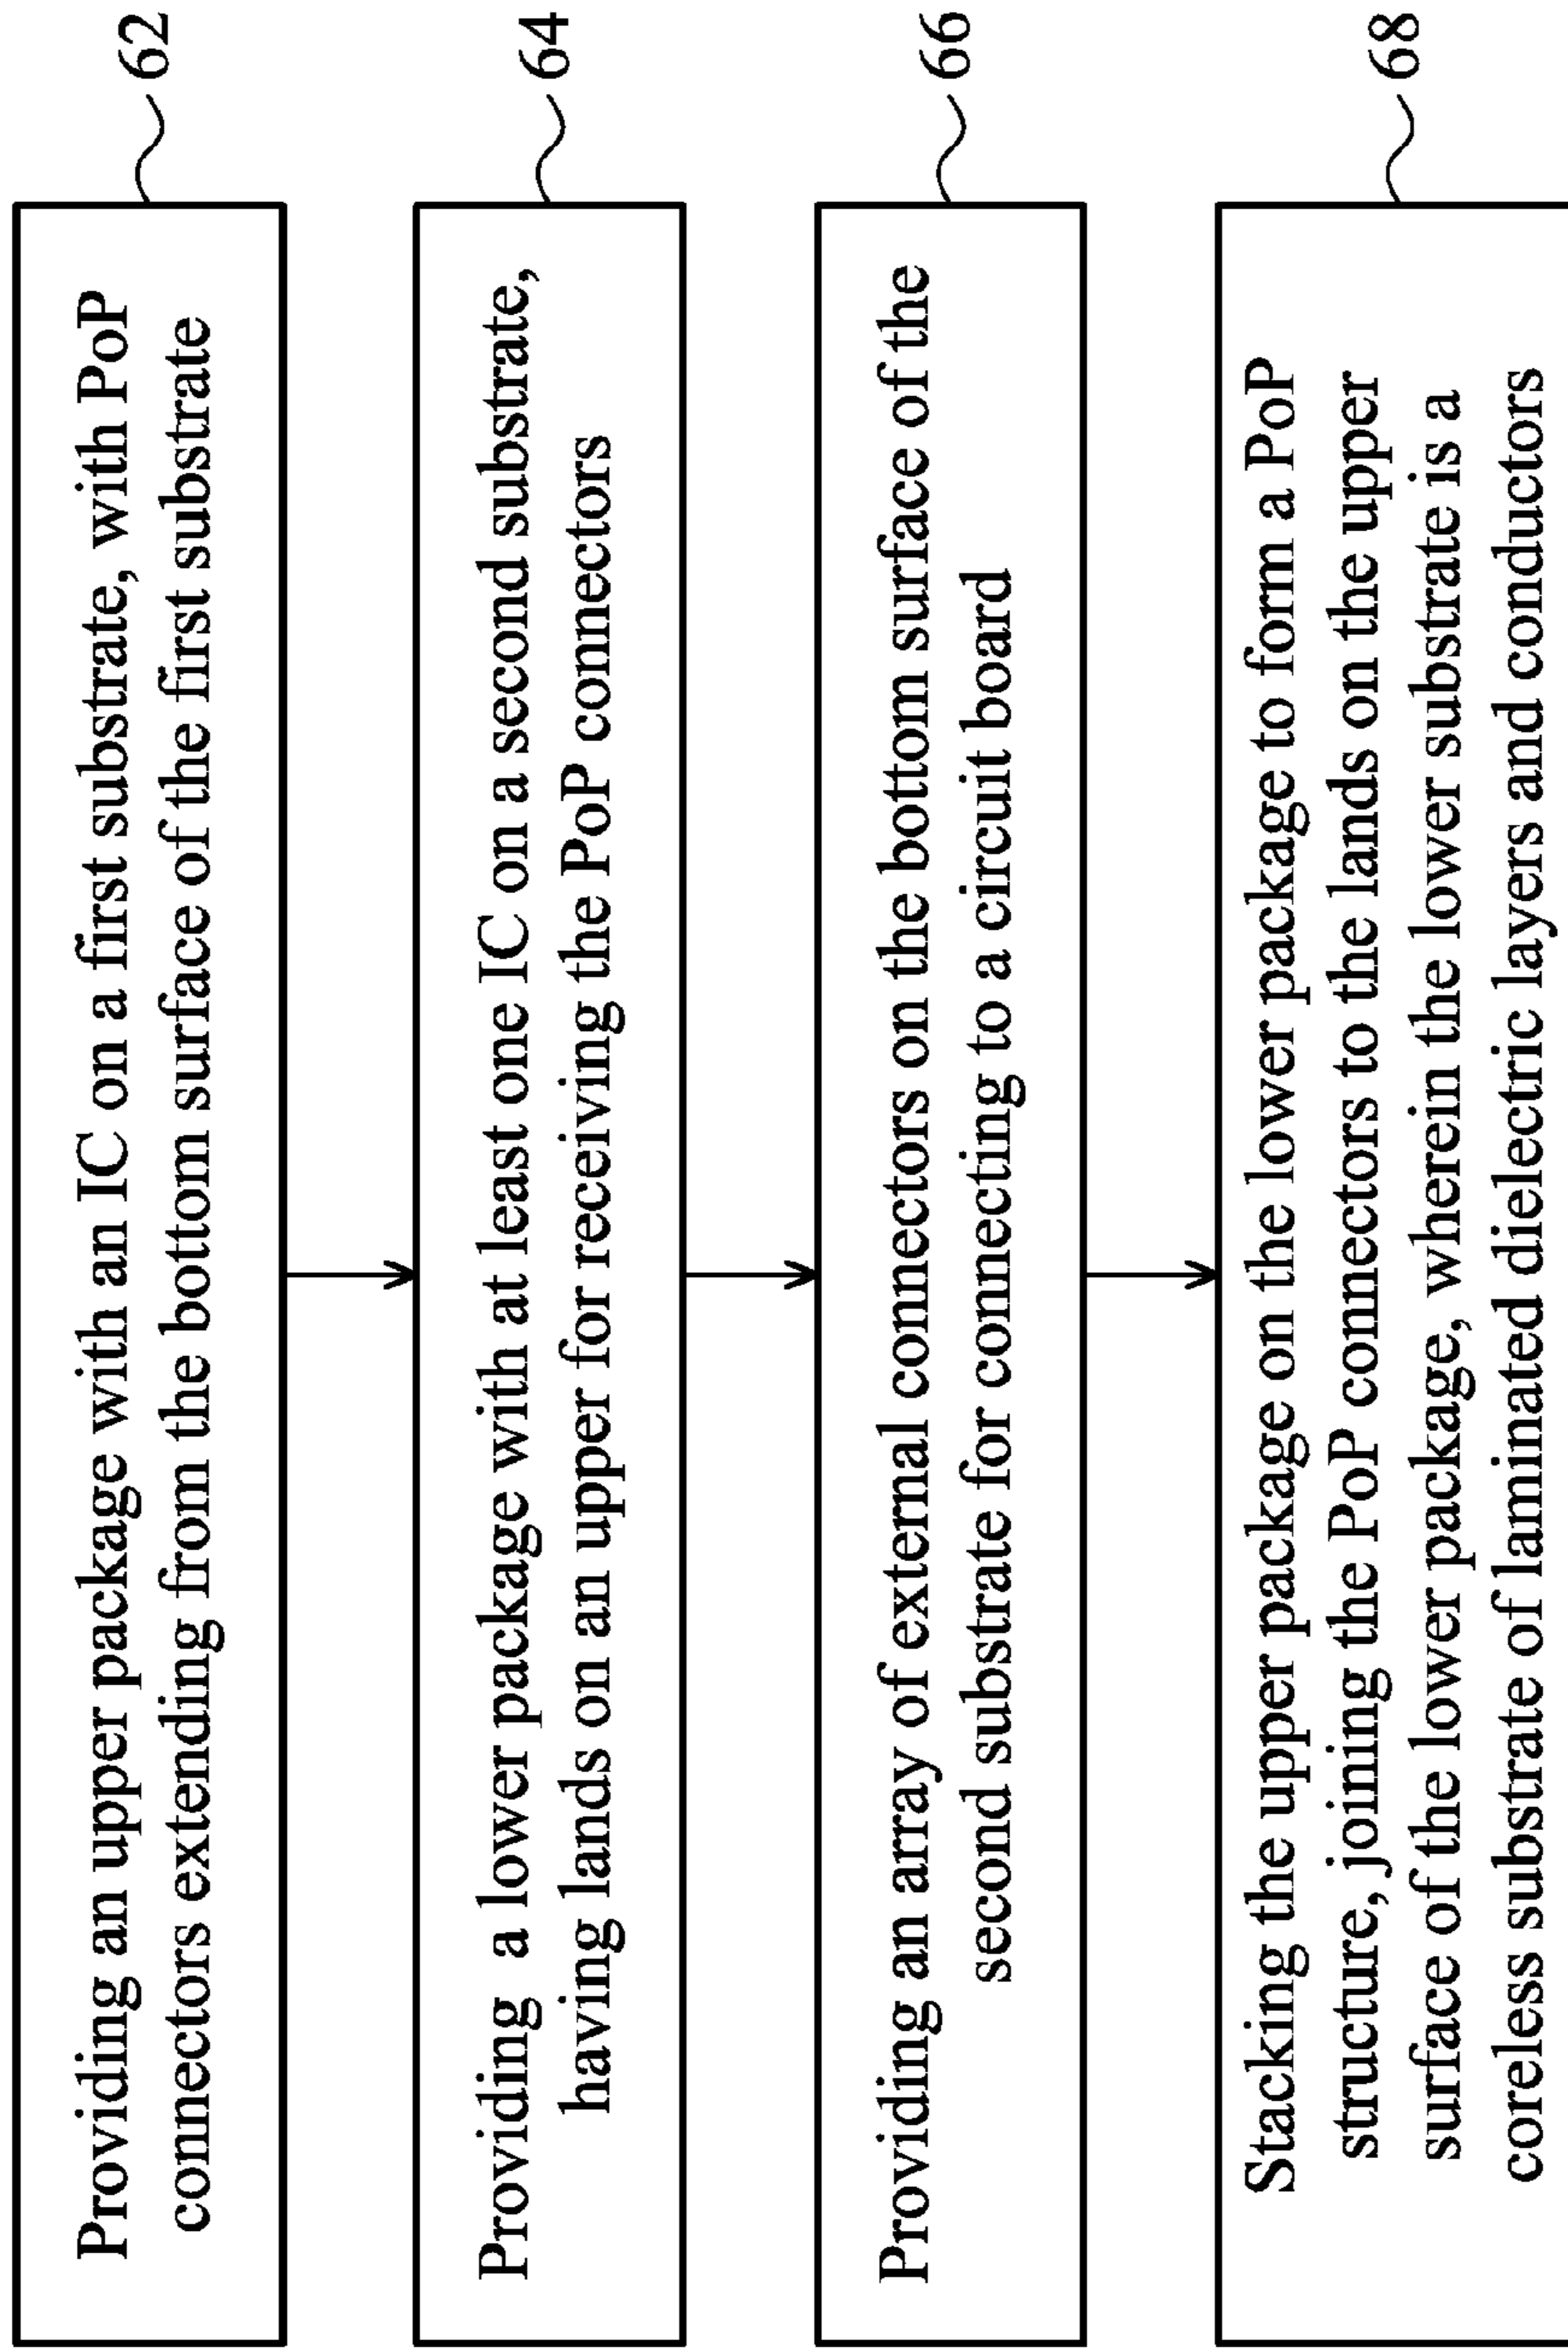 Providing an upper package with an IC on a first substrate, with PoP
connectors extending from the bottom surface of the first substrate
62
Providing a lower package with at least one IC on a second substrate,
having lands on an upper for receiving the PoP connectors
64
Providing an array of external connectors on the bottom surface of the
second substrate for connecting to a circuit board
66
Stacking the upper package on the lower package to form a PoP
structure, joining the PoP connectors to the lands on the upper
surface of the lower package, wherein the lower substrate is a
coreless substrate of laminated dielectric layers and conductors
68